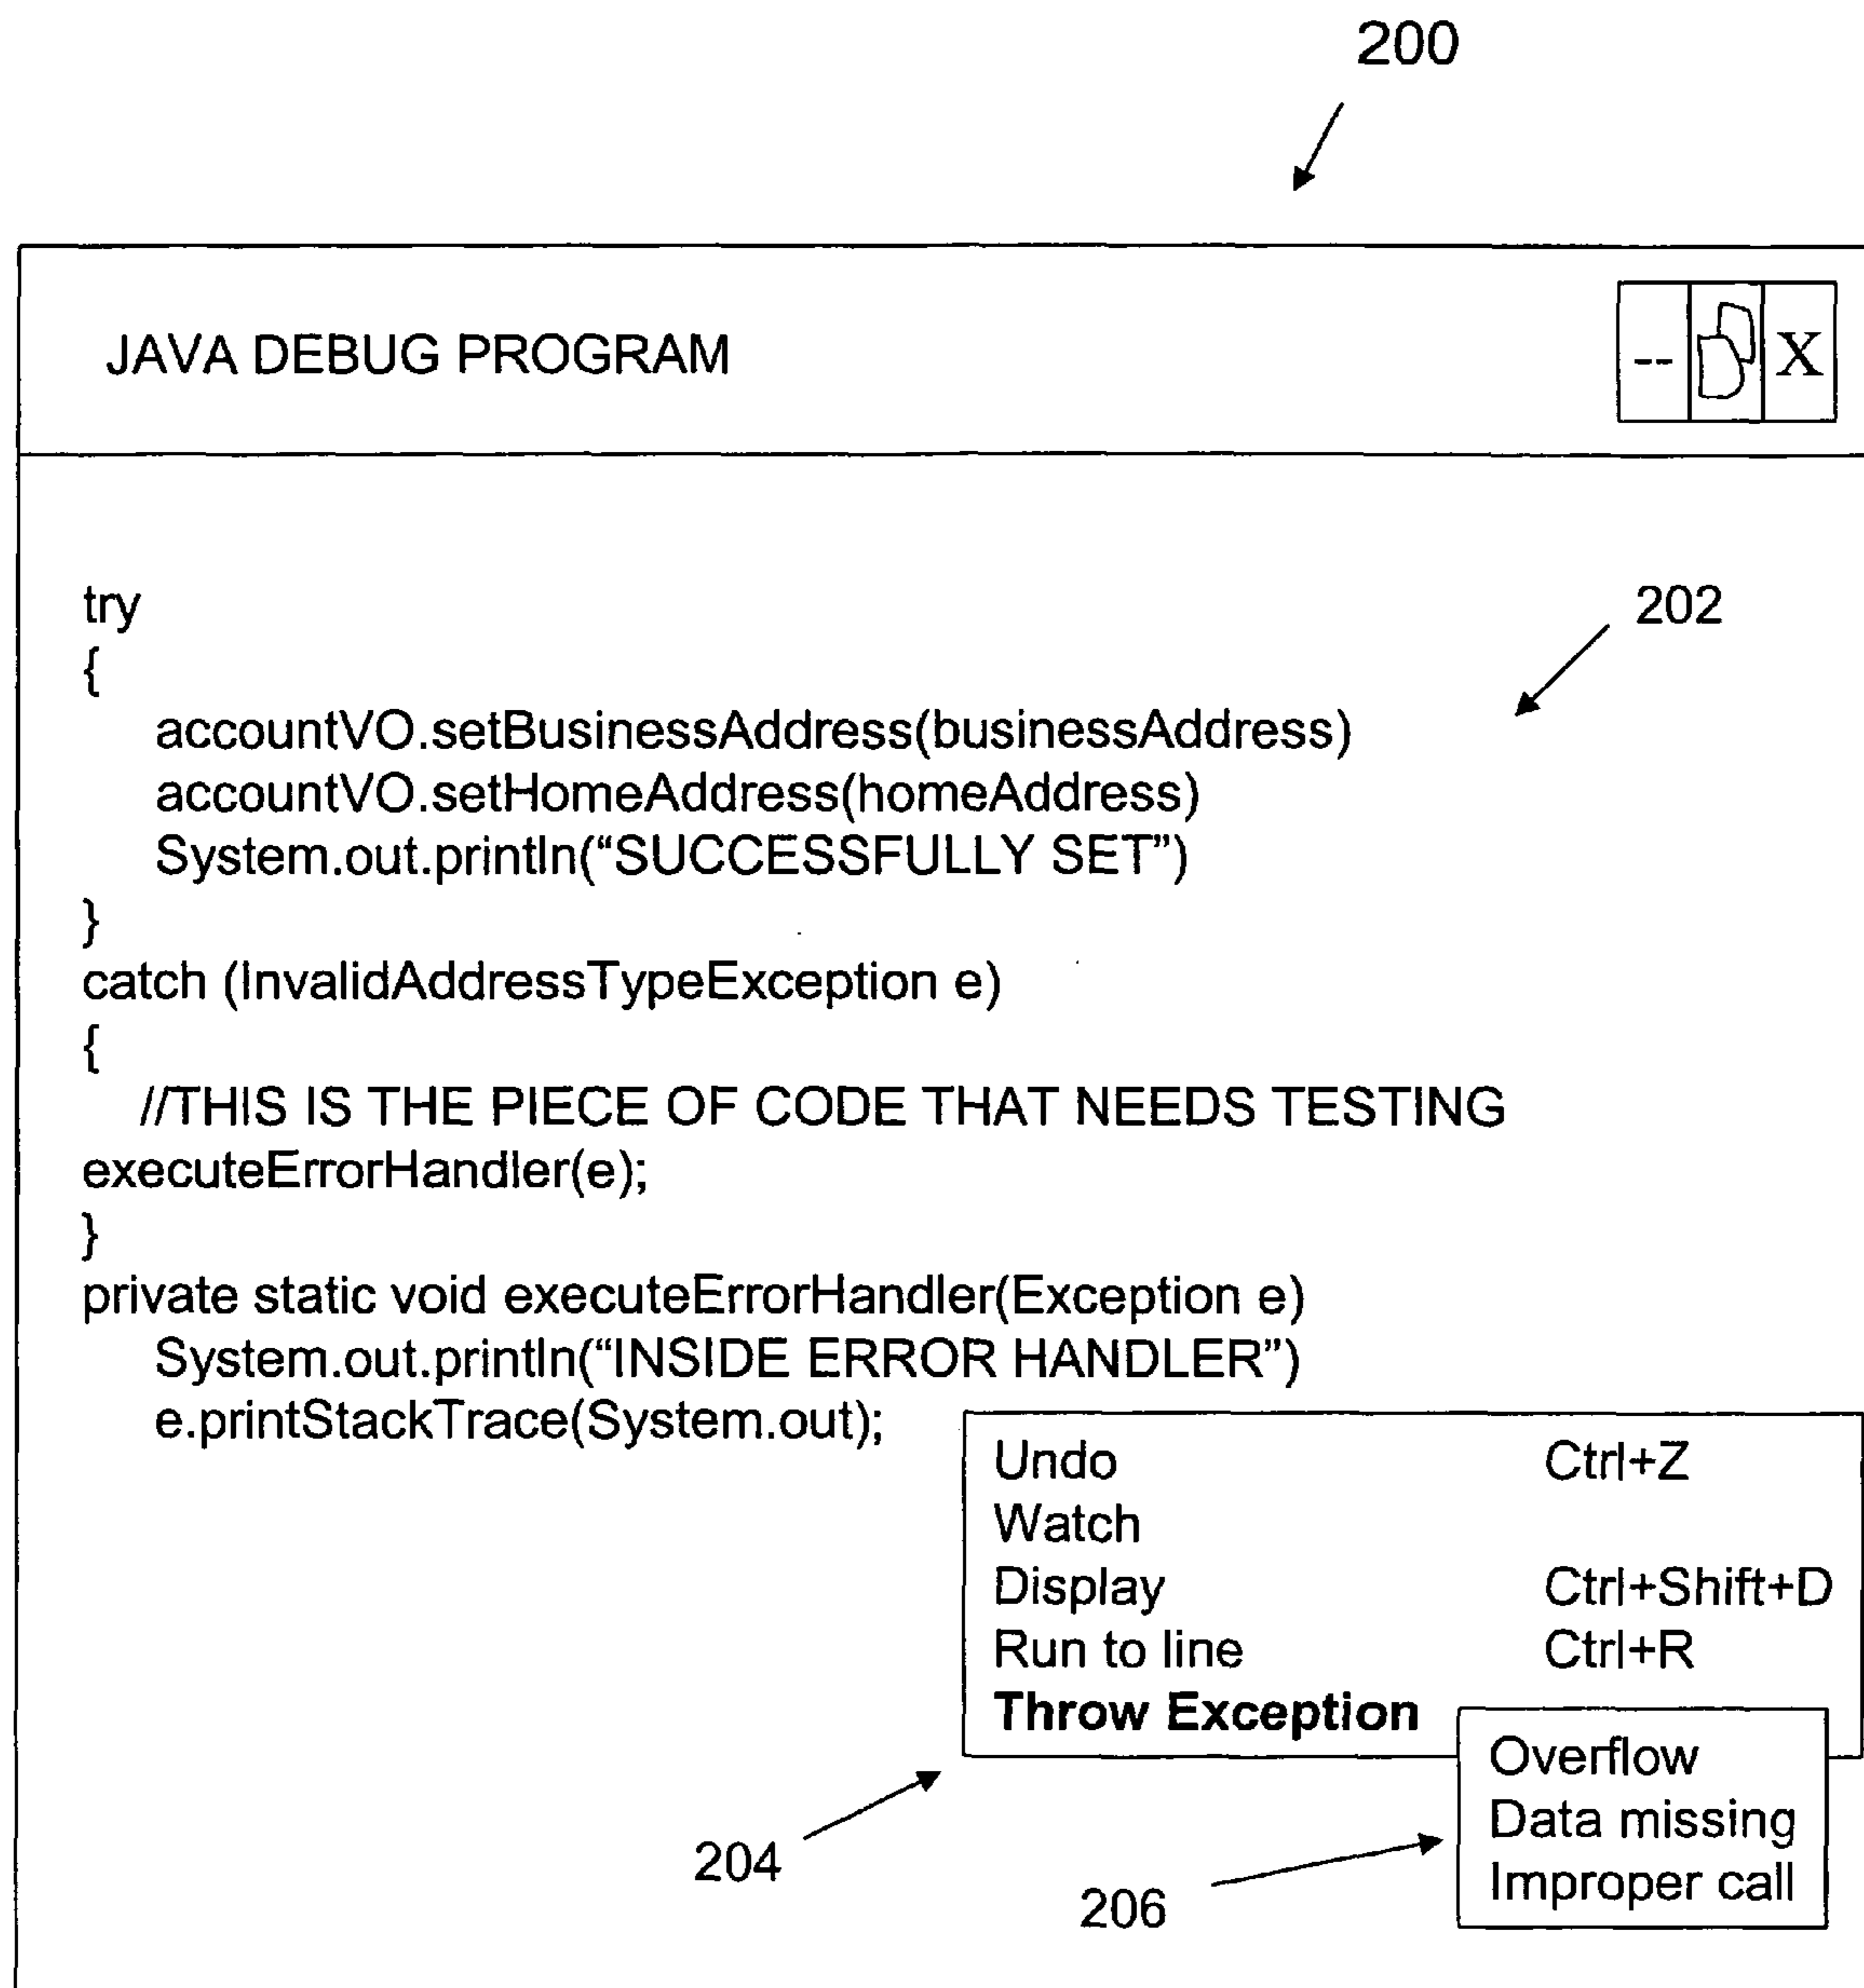 200
JAVA DEBUG PROGRAM
-- X
try
202
{
accountVO.setBusinessAddress(businessAddress)
accountVO.setHomeAddress(homeAddress)
System.out.println(“SUCCESSFULLY SET”)
}
catch (InvalidAddressTypeException e)
{
//THIS IS THE PIECE OF CODE THAT NEEDS TESTING
executeErrorHandler(e);
}
private static void executeErrorHandler(Exception e)
System.out.println(“INSIDE ERROR HANDLER”)
e.printStackTrace(System.out);
Undo Ctrl+Z
Watch
Display Ctrl+Shift+D
Run to line Ctrl+R
Throw Exception
Overflow
Data missing
Improper call
204
206